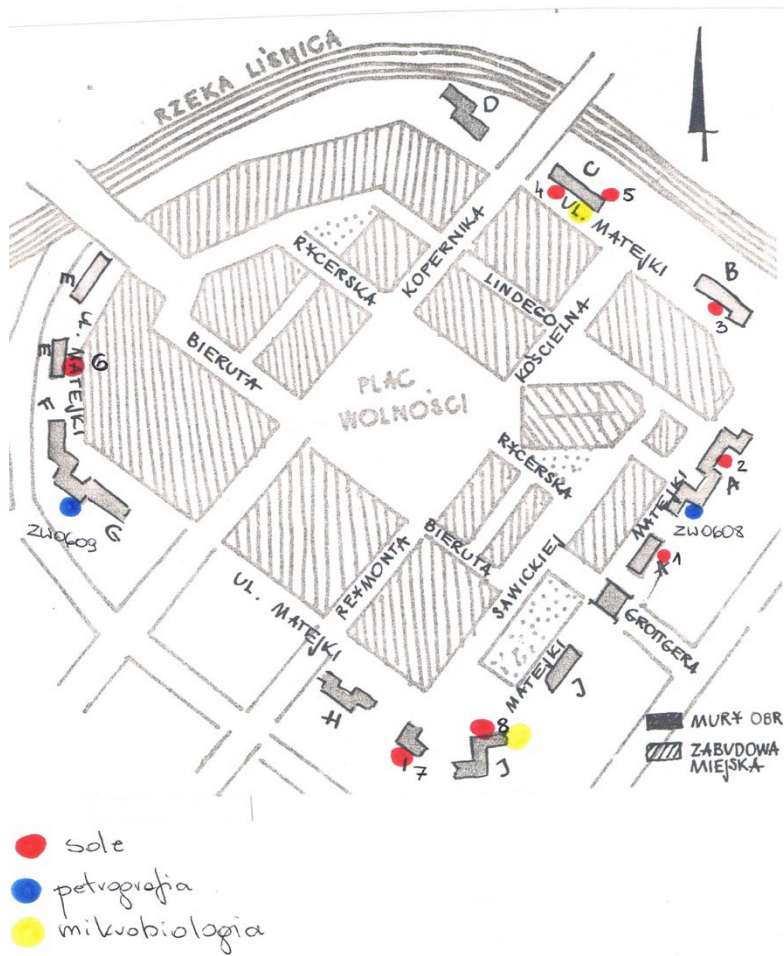 RZEKA LIŚNICA
D
C
4
5
UL. MATEJKI
B
3
RYCERSKA
KOPERNIKA
LINDEGO
KOŚCIELNA
E
U. MATEJKI
E
6
BIERUTA
PLAC
WOLNOŚCI
F
G
ZW0609
RYCERSKA
MATEJKI
2
A
ZW0608
1
BIERUTA
SAWICKIEJ
GROTTGERA
REYMONTA
UL. MATEJKI
MATEJKI
J
H
I
7
8
J
MURY OBR
ZABUDOWA
MIEJSKA
sole
petrografia
mikrobiologia